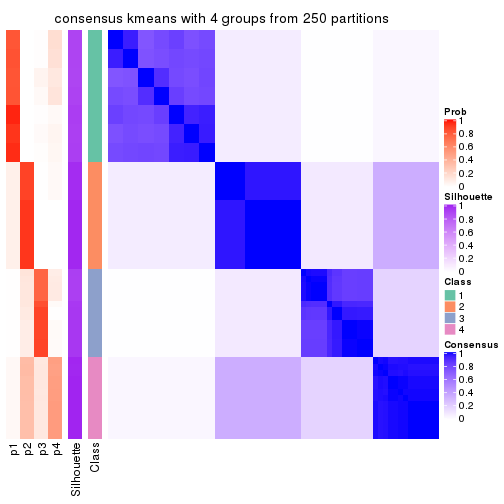 consensus kmeans with 4 groups from 250 partitions
Prob
1
0.8
0.6
0.4
0.2
0
Silhouette
1
0.8
0.6
0.4
0.2
0
Class
1
2
3
4
Consensus
1
0.8
0.6
0.4
0.2
0
p1
p2
p3
p4
Silhouette
Class